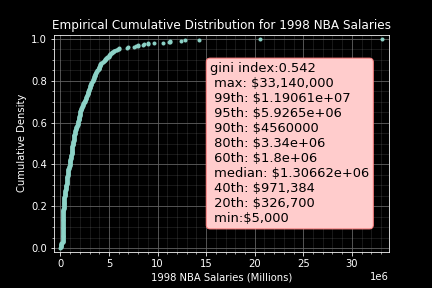 Empirical Cumulative Distribution for 1998 NBA Salaries
1.0
0.8
0.6
0.4
0.2
0.0
Cumulative Density
gini index:0.542
max: $33,140,000
99th: $1.19061e+07
95th: $5.9265e+06
90th: $4560000
80th: $3.34e+06
60th: $1.8e+06
median: $1.30662e+06
40th: $971,384
20th: $326,700
min:$5,000
0
5
10
15
20
25
30
1e6
1998 NBA Salaries (Millions)